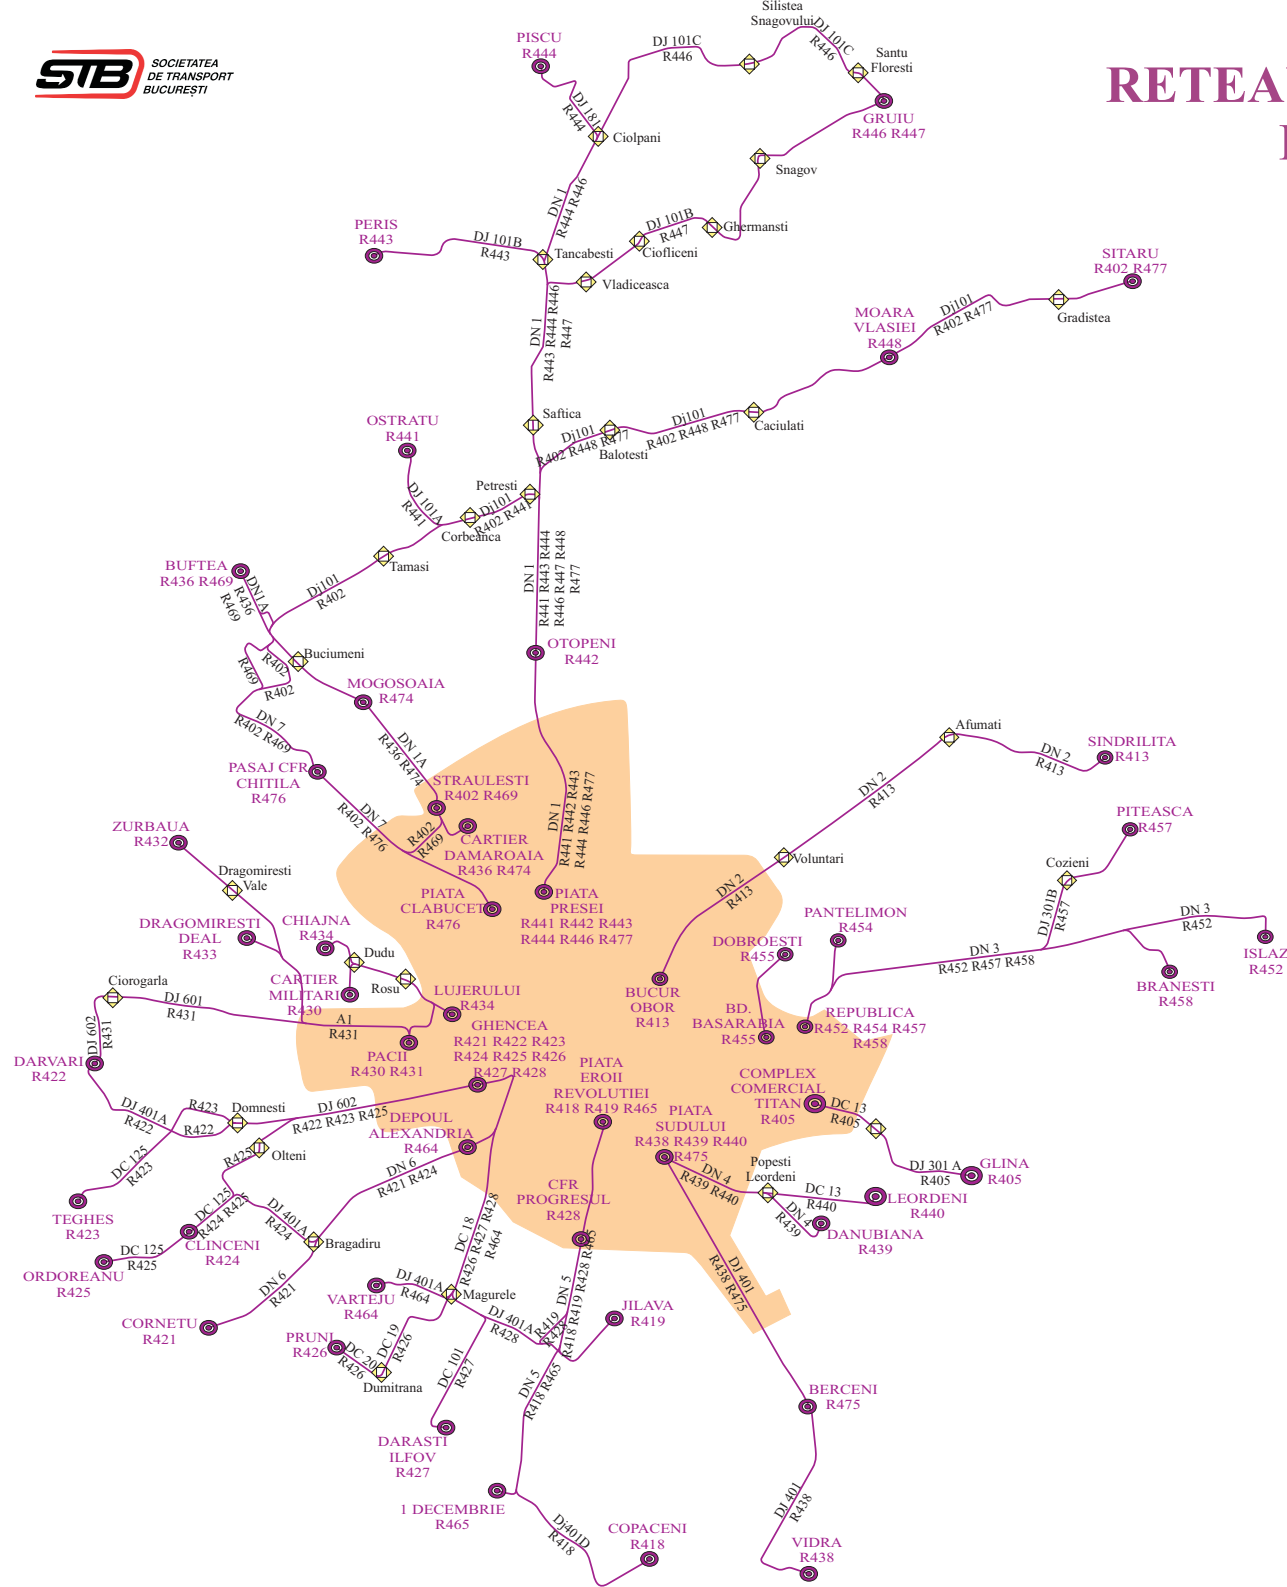 STB
SOCIETATEA
DE TRANSPORT
BUCUREȘTI
RETEA
Silistea
Snagovului
DJ 101C
R446
DJ 101C
R446
Santu
Floresti
PISCU
R444
DJ 181
R444
Ciolpani
GRUIU
R446 R447
Snagov
DN 1
R444 R446
PERIS
R443
DJ 101B
R443
Tancabesti
DJ 101B
R447
Ghermansti
Ciofliceni
Vladiceasca
SITARU
R402 R477
Dj101
R402 R477
Gradistea
MOARA
VLASIEI
R448
DN 1
R443 R444 R446
R447
Saftica
Dj101
R402 R448 R477
Balotesti
Dj101
R402 R448 R477
Caciulati
OSTRATU
R441
DJ 101A
R441
Petresti
Dj101
R402 R441
Corbeanca
Tamasi
Dj101
R402
DN 1
R441 R443 R444
R446 R447 R448
R477
BUFTEA
R436 R469
DN1 A
R436
R469
OTOPENI
R442
Buciumeni
R402
R469
R402
MOGOSOAIA
R474
DN 7
R402 R469
DN 1A
R436 R474
PASAJ CFR
CHITILA
R476
DN 7
R402 R476
STRAULESTI
R402 R469
R402
R469
CARTIER
DAMAROAIA
R436 R474
DN 1
R441 R442 R443
R444 R446 R477
PIATA
CLABUCET
R476
PIATA
PRESEI
R441 R442 R443
R444 R446 R477
Afumati
DN 2
R413
SINDRILITA
R413
DN 2
R413
Voluntari
DN 2
R413
PITEASCA
R457
Cozieni
DJ 301B
R457
DN 3
R452
ISLAZ
R452
BRANESTI
R458
DN 3
R452 R457 R458
PANTELIMON
R454
DOBROESTI
R455
BUCUR
OBOR
R413
BD.
BASARABIA
R455
REPUBLICA
R452 R454 R457
R458
ZURBAUA
R432
Dragomiresti
Vale
DRAGOMIRESTI
DEAL
R433
CHIAJNA
R434
Dudu
Rosu
CARTIER
MILITARI
R430
LUJERULUI
R434
Ciorogarla
DJ 601
R431
A1
R431
DJ 602
R431
PACII
R430 R431
GHENCEA
R421 R422 R423
R424 R425 R426
R427 R428
DARVARI
R422
DJ 401A
R422
R423
R422
Domnesti
DJ 602
R422 R423 R425
Olteni
R425
DC 125
R423
TEGHES
R423
DEPOUL
ALEXANDRIA
R464
DN 6
R421 R424
PIATA
EROII
REVOLUTIEI
R418 R419 R465
PIATA
SUDULUI
R438 R439 R440
R475
COMPLEX
COMERCIAL
TITAN
R405
DC 13
R405
DJ 301 A
R405
GLINA
R405
Popesti
Leordeni
DN 4
R439 R440
DC 13
R440
LEORDENI
R440
DN 4
R439
DANUBIANA
R439
DC 125
R424 R425
DJ 401A
R424
Bragadiru
CLINCENI
R424
DC 125
R425
ORDOREANU
R425
DN 6
R421
CORNETU
R421
CFR
PROGRESUL
R428
DC 18
R426 R427 R428
R464
DJ 401A
R464
VARTEJU
R464
Magurele
DJ 401A
R428
R419
R428
DN 5
R418 R419 R428 R465
JILAVA
R419
DJ 401
R438 R475
PRUNI
R426
DC 20
R426
DC 19
R426
Dumitrana
DC 101
R427
DARASTI
ILFOV
R427
DN 5
R418 R465
1 DECEMBRIE
R465
Dj401D
R418
COPACENI
R418
BERCENI
R475
DJ 401
R438
VIDRA
R438